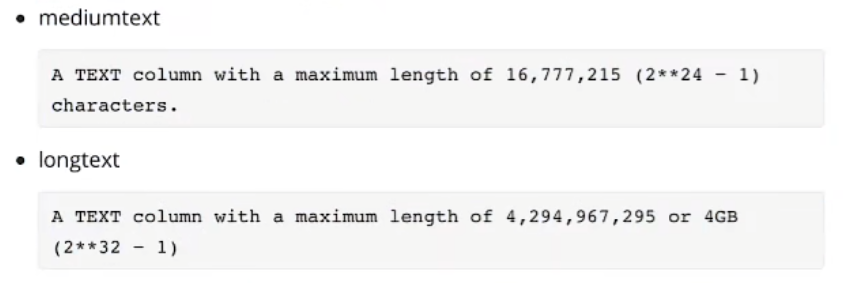 • mediumtext
A TEXT column with a maximum length of 16,777,215 (2**24 - 1)
characters.
• longtext
A TEXT column with a maximum length of 4,294,967,295 or 4GB
(2**32 - 1)